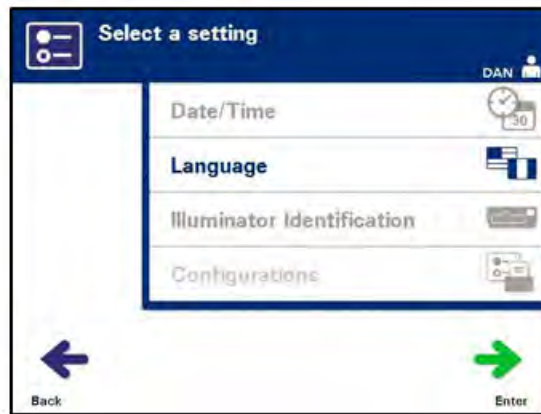 Select a setting
DAN
Date/Time
30
Language
Illuminator Identification
Configurations
Back
Enter